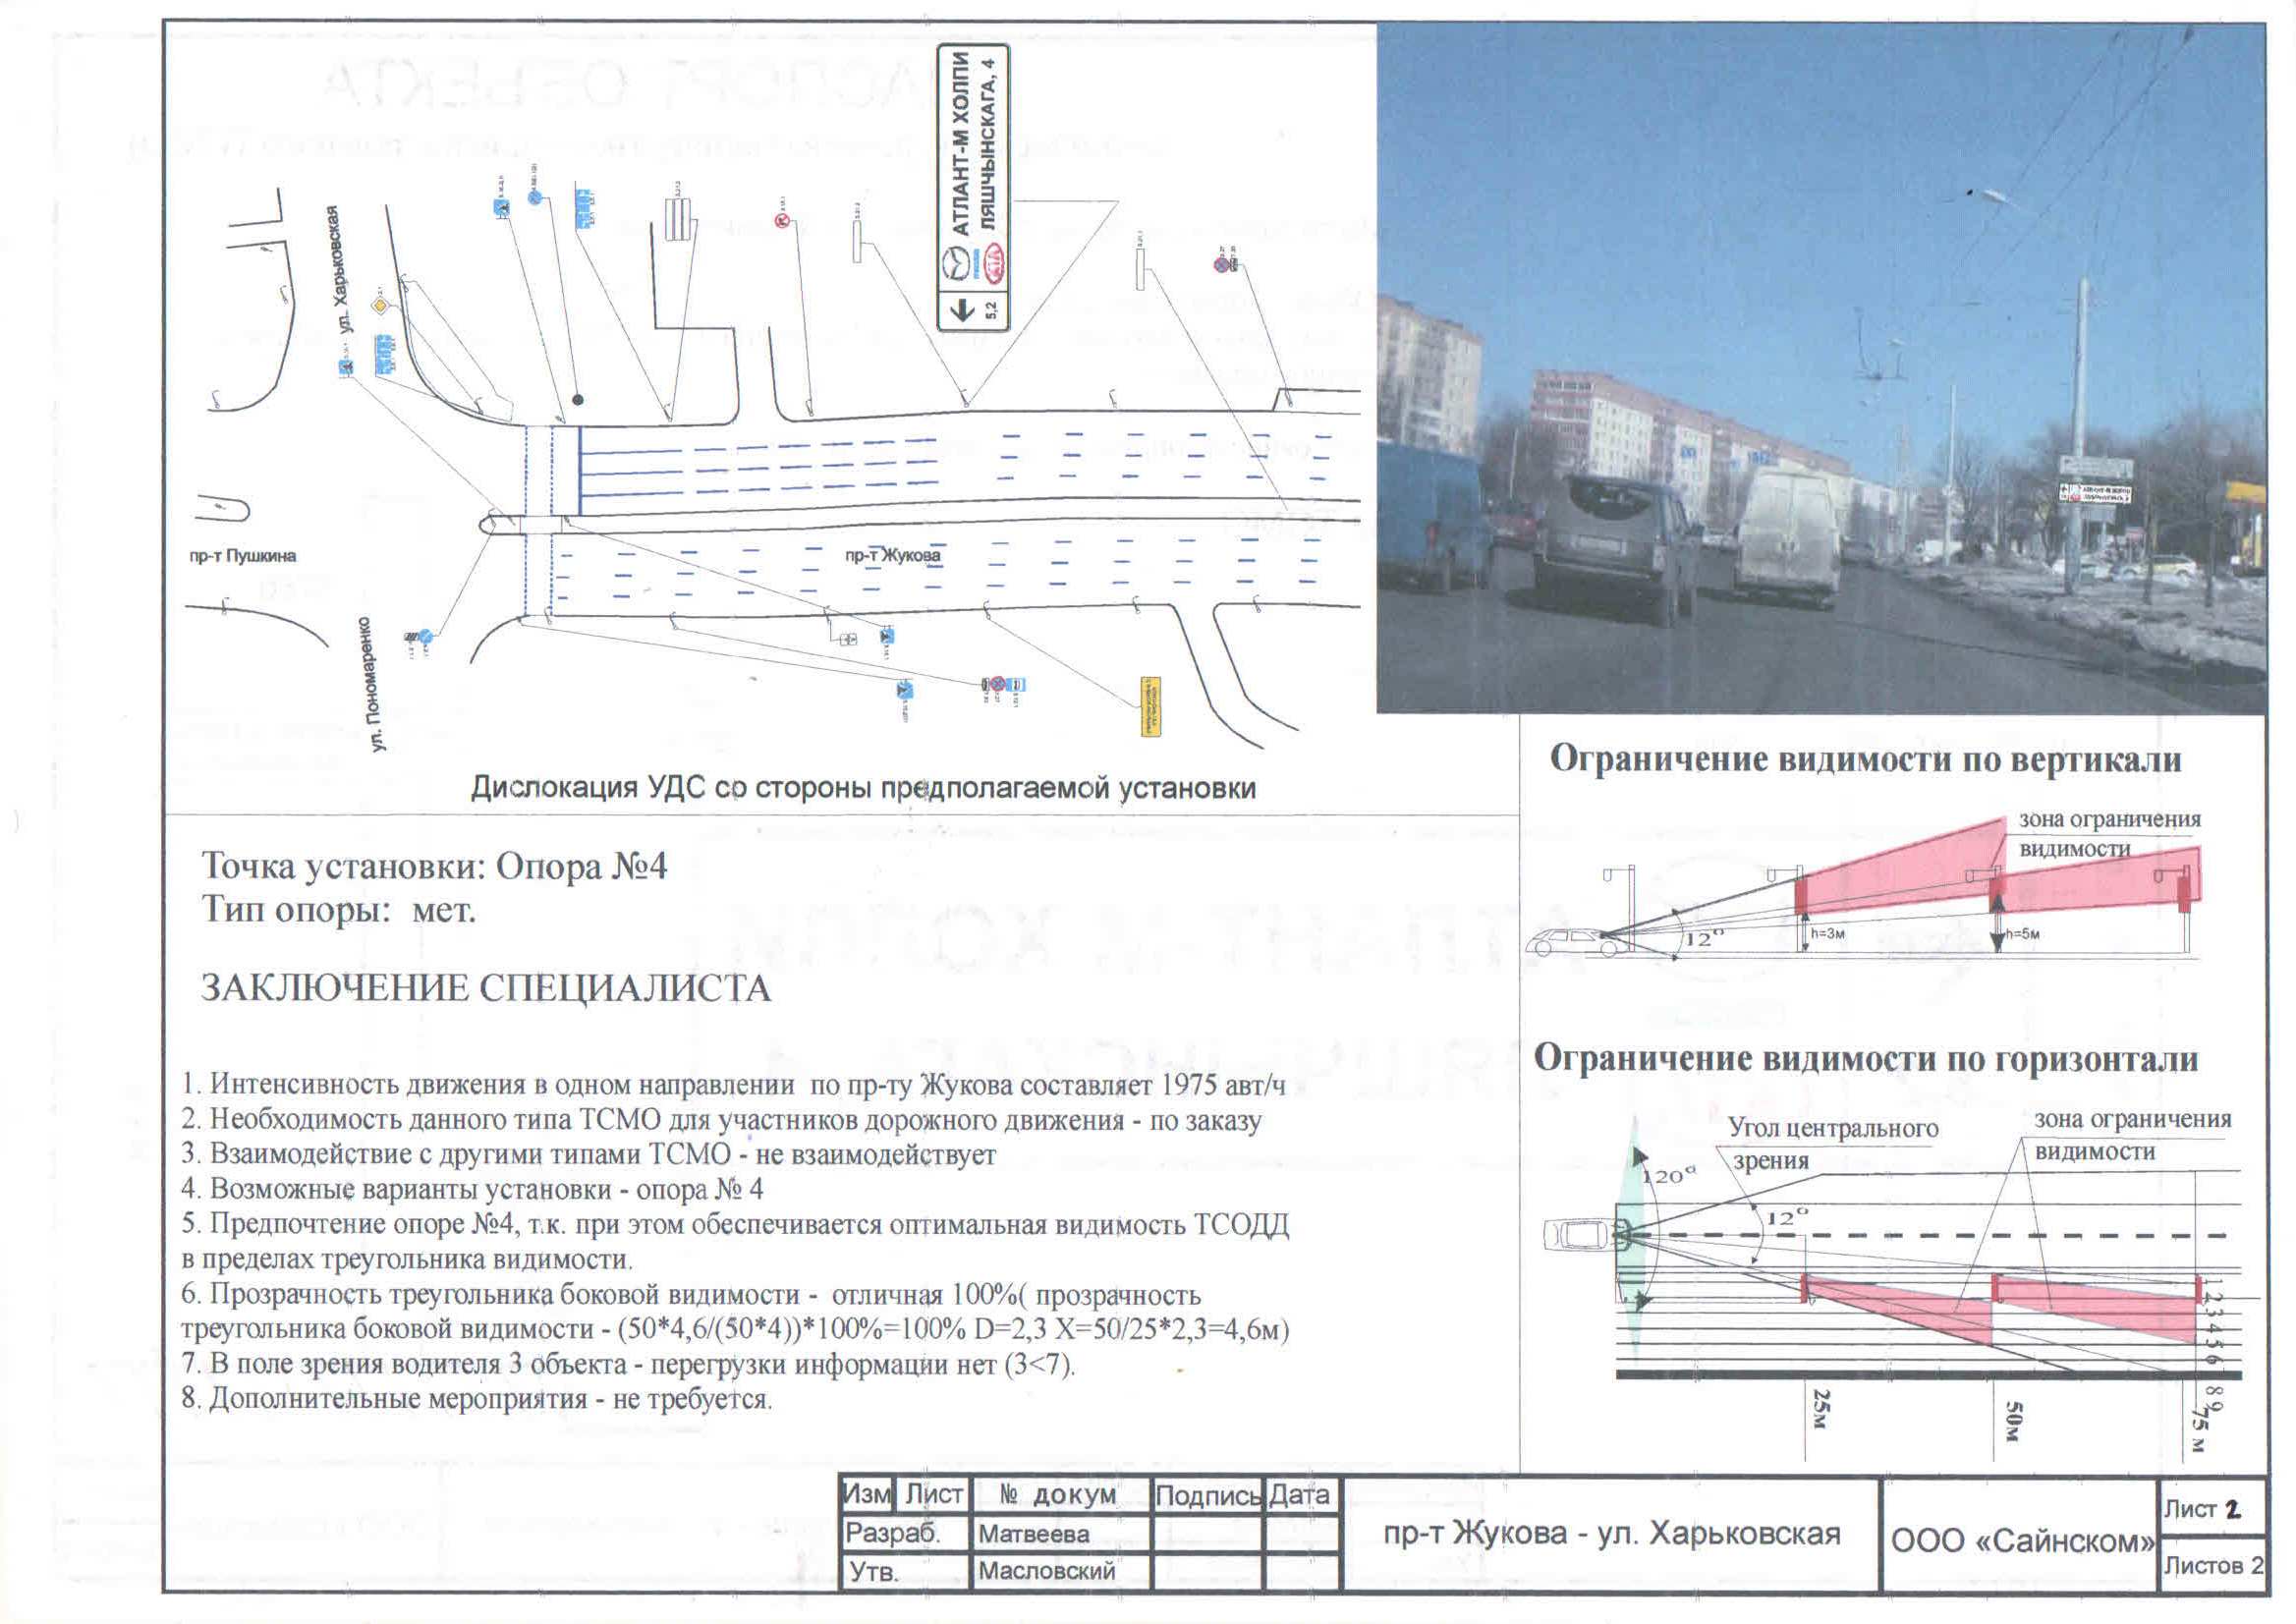 АТЛАНТ-М ХОЛПИ
ЛЯШЧЫНСКАГА, 4
5,2
mazda
KIA
ул. Харьковская
пр-т Пушкина
пр-т Жукова
ул. Пономаренко
Дислокация УДС со стороны предполагаемой установки
Точка установки: Опора №4
Тип опоры: мет.
ЗАКЛЮЧЕНИЕ СПЕЦИАЛИСТА
1. Интенсивность движения в одном направлении по пр-ту Жукова составляет 1975 авт/ч
2. Необходимость данного типа ТСМО для участников дорожного движения - по заказу
3. Взаимодействие с другими типами ТСМО - не взаимодействует
4. Возможные варианты установки - опора № 4
5. Предпочтение опоре №4, т.к. при этом обеспечивается оптимальная видимость ТСОДД
в пределах треугольника видимости.
6. Прозрачность треугольника боковой видимости - отличная 100%( прозрачность
треугольника боковой видимости - (50*4,6/(50*4))*100%=100% D=2,3 X=50/25*2,3=4,6м)
7. В поле зрения водителя 3 объекта - перегрузки информации нет (3<7).
8. Дополнительные мероприятия - не требуется.
Ограничение видимости по вертикали
зона ограничения
видимости
12°
h=3м
h=5м
Ограничение видимости по горизонтали
Угол центрального
зрения
зона ограничения
видимости
120°
12°
1 2 3 4 5 6 8 9
25м
50м
75 м
Изм Лист № докум Подпись Дата
Разраб. Матвеева
Утв. Масловский
пр-т Жукова - ул. Харьковская
ООО «Сайнском»
Лист 2
Листов 2